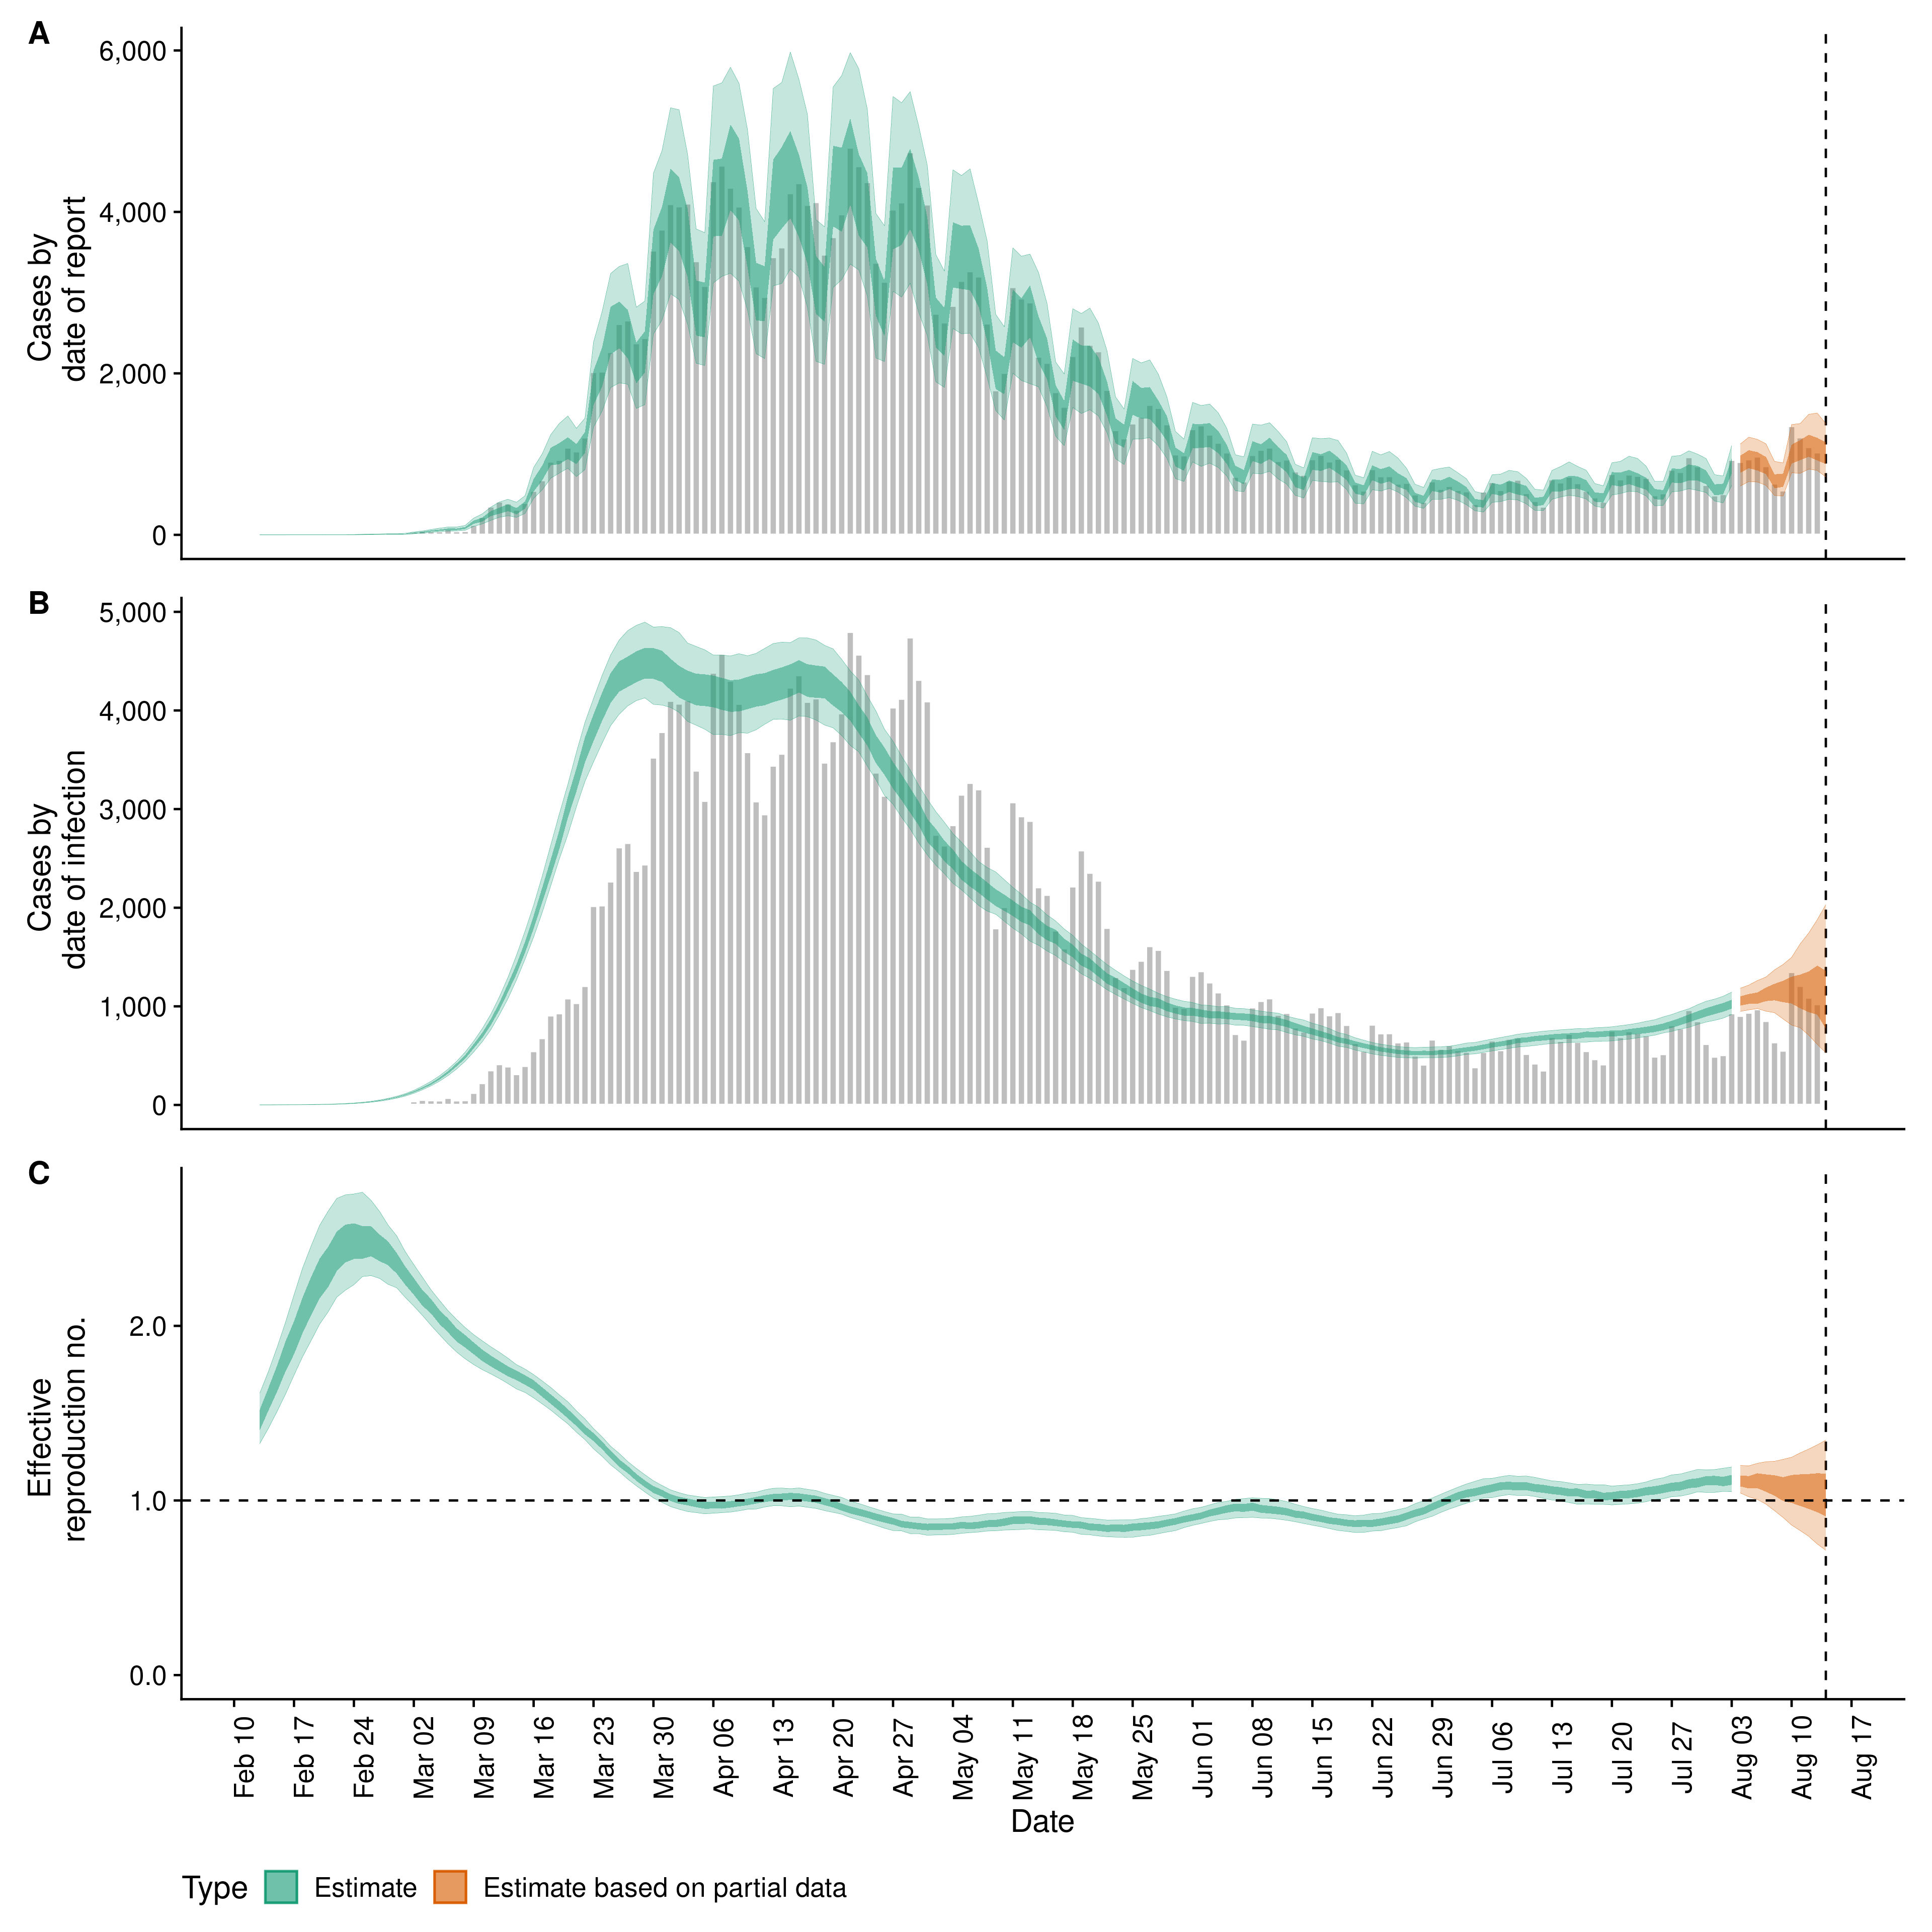 A
6,000
4,000
2,000
0
Cases by
date of report
B
5,000
4,000
3,000
2,000
1,000
0
Cases by
date of infection
C
2.0
1.0
0.0
Effective
reproduction no.
Feb 10
Feb 17
Feb 24
Mar 02
Mar 09
Mar 16
Mar 23
Mar 30
Apr 06
Apr 13
Apr 20
Apr 27
May 04
May 11
May 18
May 25
Jun 01
Jun 08
Jun 15
Jun 22
Jun 29
Jul 06
Jul 13
Jul 20
Jul 27
Aug 03
Aug 10
Aug 17
Date
Type Estimate Estimate based on partial data